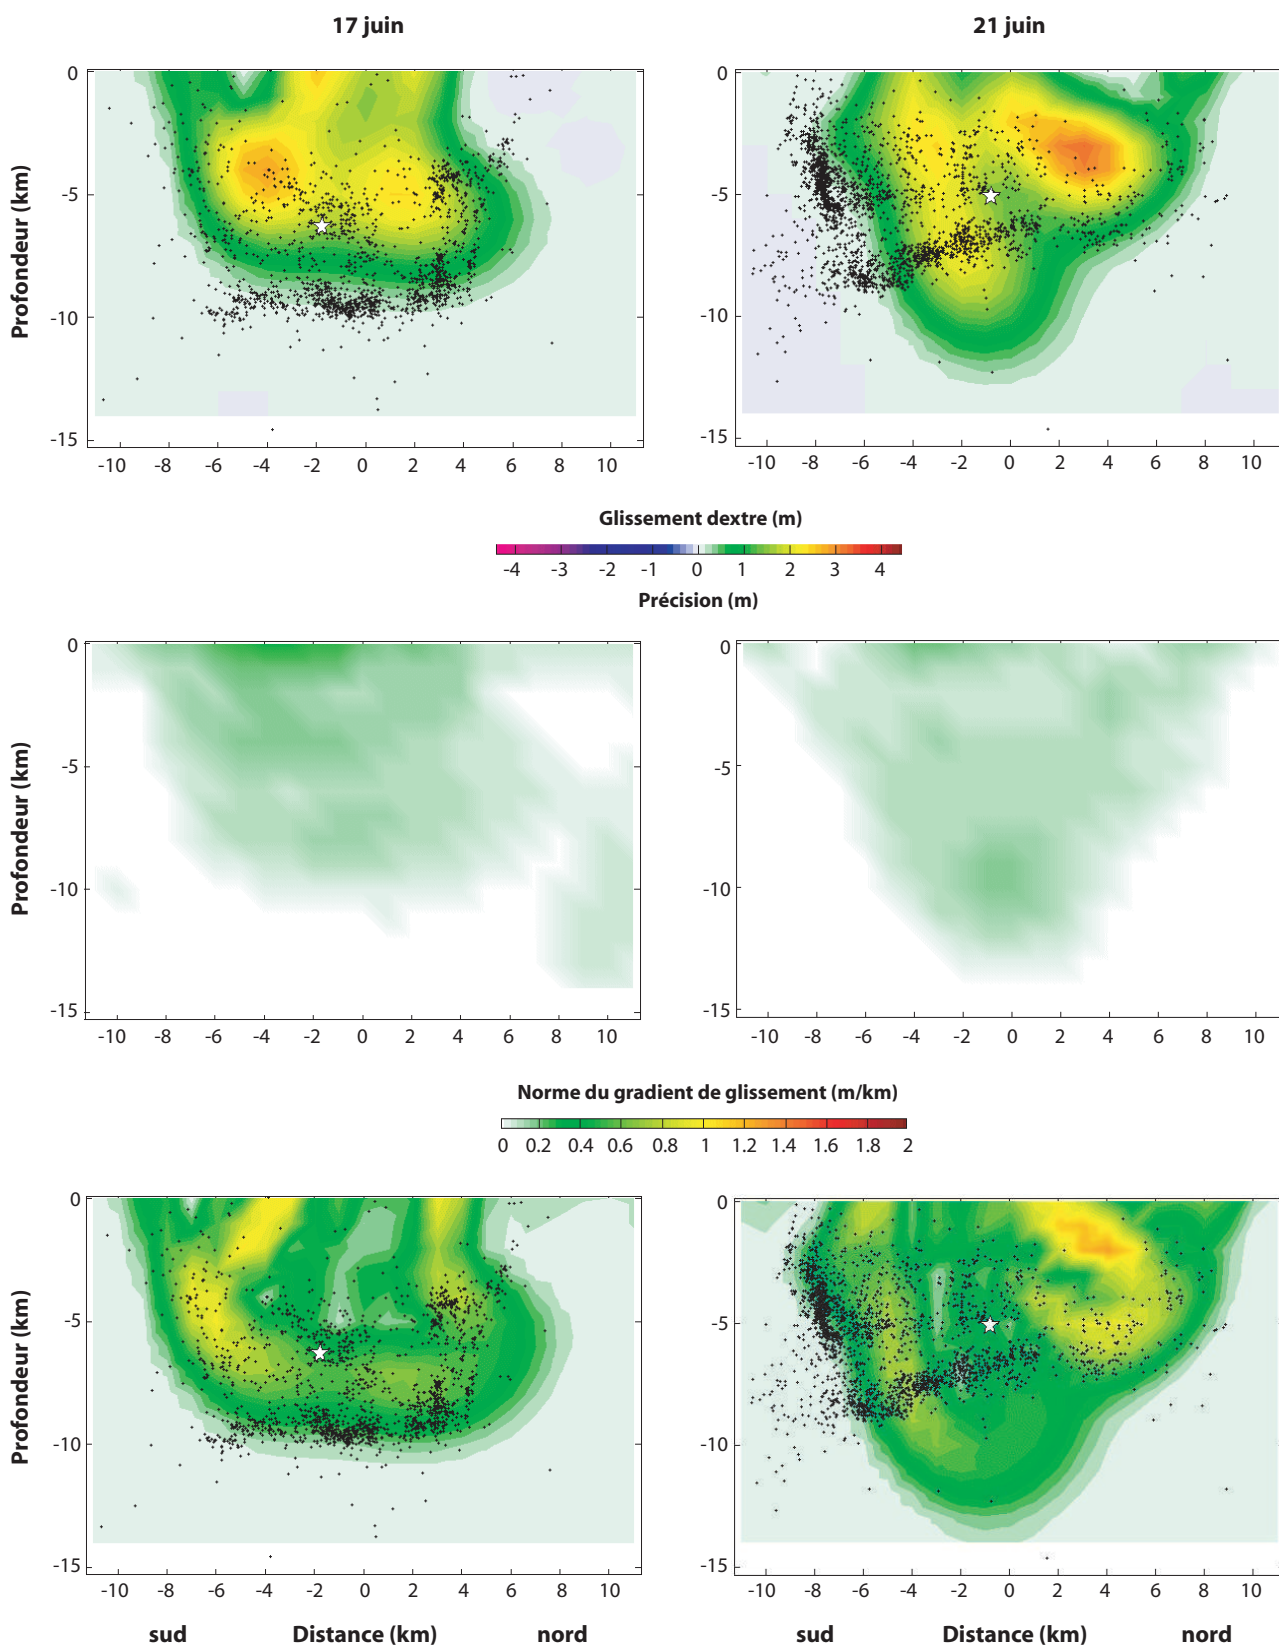 17 juin
21 juin
0
-5
-10
-15
Profondeur (km)
-10 -8 -6 -4 -2 0 2 4 6 8 10
0
-5
-10
-15
-10 -8 -6 -4 -2 0 2 4 6 8 10
Glissement dextre (m)
-4 -3 -2 -1 0 1 2 3 4
Précision (m)
0
-5
-10
-15
Profondeur (km)
-10 -8 -6 -4 -2 0 2 4 6 8 10
0
-5
-10
-15
-10 -8 -6 -4 -2 0 2 4 6 8 10
Norme du gradient de glissement (m/km)
0 0.2 0.4 0.6 0.8 1 1.2 1.4 1.6 1.8 2
0
-5
-10
-15
Profondeur (km)
-10 -8 -6 -4 -2 0 2 4 6 8 10
0
-5
-10
-15
-10 -8 -6 -4 -2 0 2 4 6 8 10
sud Distance (km) nord
sud Distance (km) nord